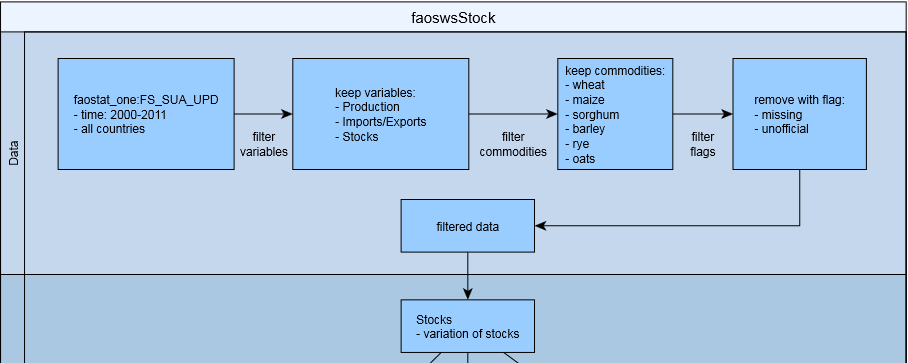 faoswsStock
Data
faostat_one:FS_SUA_UPD
- time: 2000-2011
- all countries
filter
variables
keep variables:
- Production
- Imports/Exports
- Stocks
filter
commodities
keep commodities:
- wheat
- maize
- sorghum
- barley
- rye
- oats
filter
flags
remove with flag:
- missing
- unofficial
filtered data
Stocks
- variation of stocks